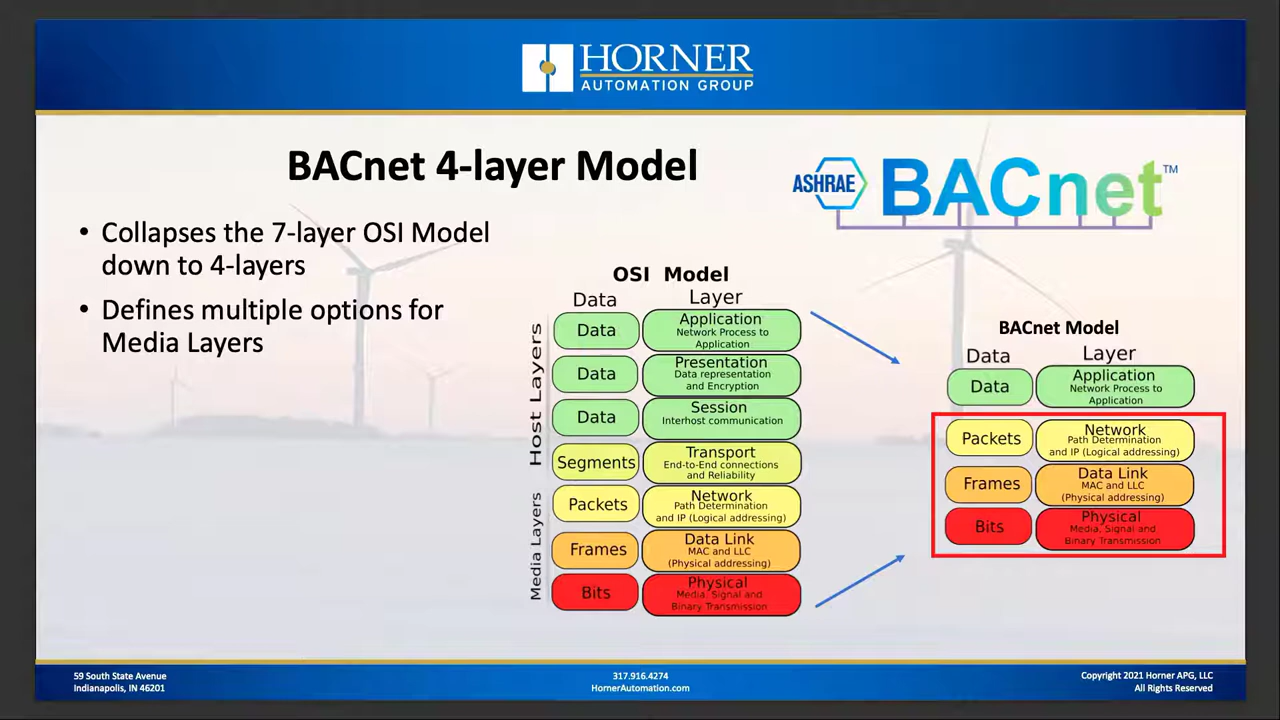 HORNER
AUTOMATION GROUP
BACnet 4-layer Model
ASHRAE BACnet™
• Collapses the 7-layer OSI Model
down to 4-layers
• Defines multiple options for
Media Layers
OSI Model
Data Layer
Host Layers
Data Application
Network Process to
Application
Data Presentation
Data representation
and Encryption
Data Session
Interhost communication
Segments Transport
End-to-End connections
and Reliability
Media Layers
Packets Network
Path Determination
and IP (Logical addressing)
Frames Data Link
MAC and LLC
(Physical addressing)
Bits Physical
Media, Signal and
Binary Transmission
BACnet Model
Data Layer
Data Application
Network Process to
Application
Packets Network
Path Determination
and IP (Logical addressing)
Frames Data Link
MAC and LLC
(Physical addressing)
Bits Physical
Media, Signal and
Binary Transmission
59 South State Avenue
Indianapolis, IN 46201
317.916.4274
HornerAutomation.com
Copyright 2021 Horner APG, LLC
All Rights Reserved